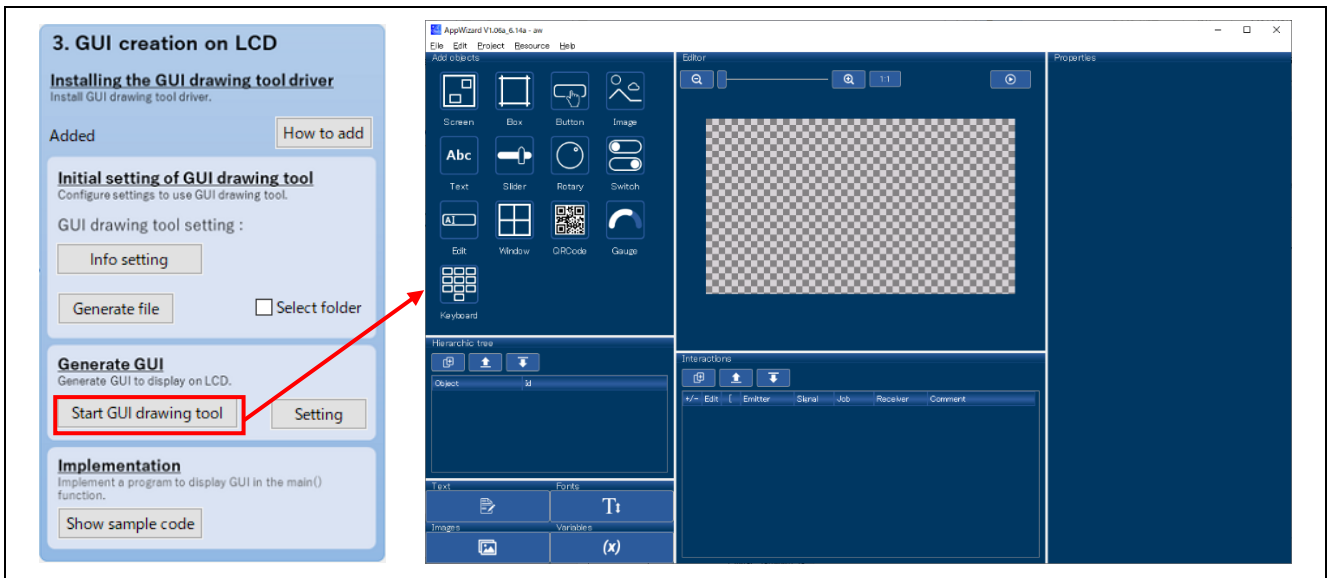 3. GUI creation on LCD
Installing the GUI drawing tool driver
Install GUI drawing tool driver.
Added
How to add
Initial setting of GUI drawing tool
Configure settings to use GUI drawing tool.
GUI drawing tool setting :
Info setting
Generate file
Select folder
Generate GUI
Generate GUI to display on LCD.
Start GUI drawing tool
Setting
Implementation
Implement a program to display GUI in the main()
function.
Show sample code
AppWizard V1.06a_6.14a - aw
File Edit Project Resource Help
Add objects
Screen Box Button Image
Abc
Text Slider Rotary Switch
A
Edit Window QRCode Gauge
Keyboard
Hierarchic tree
Object Id
Text Fonts
T
Images Variables
(x)
Editor
1:1
Interactions
+/- Edit [ Emitter Signal Job Receiver Comment
Properties